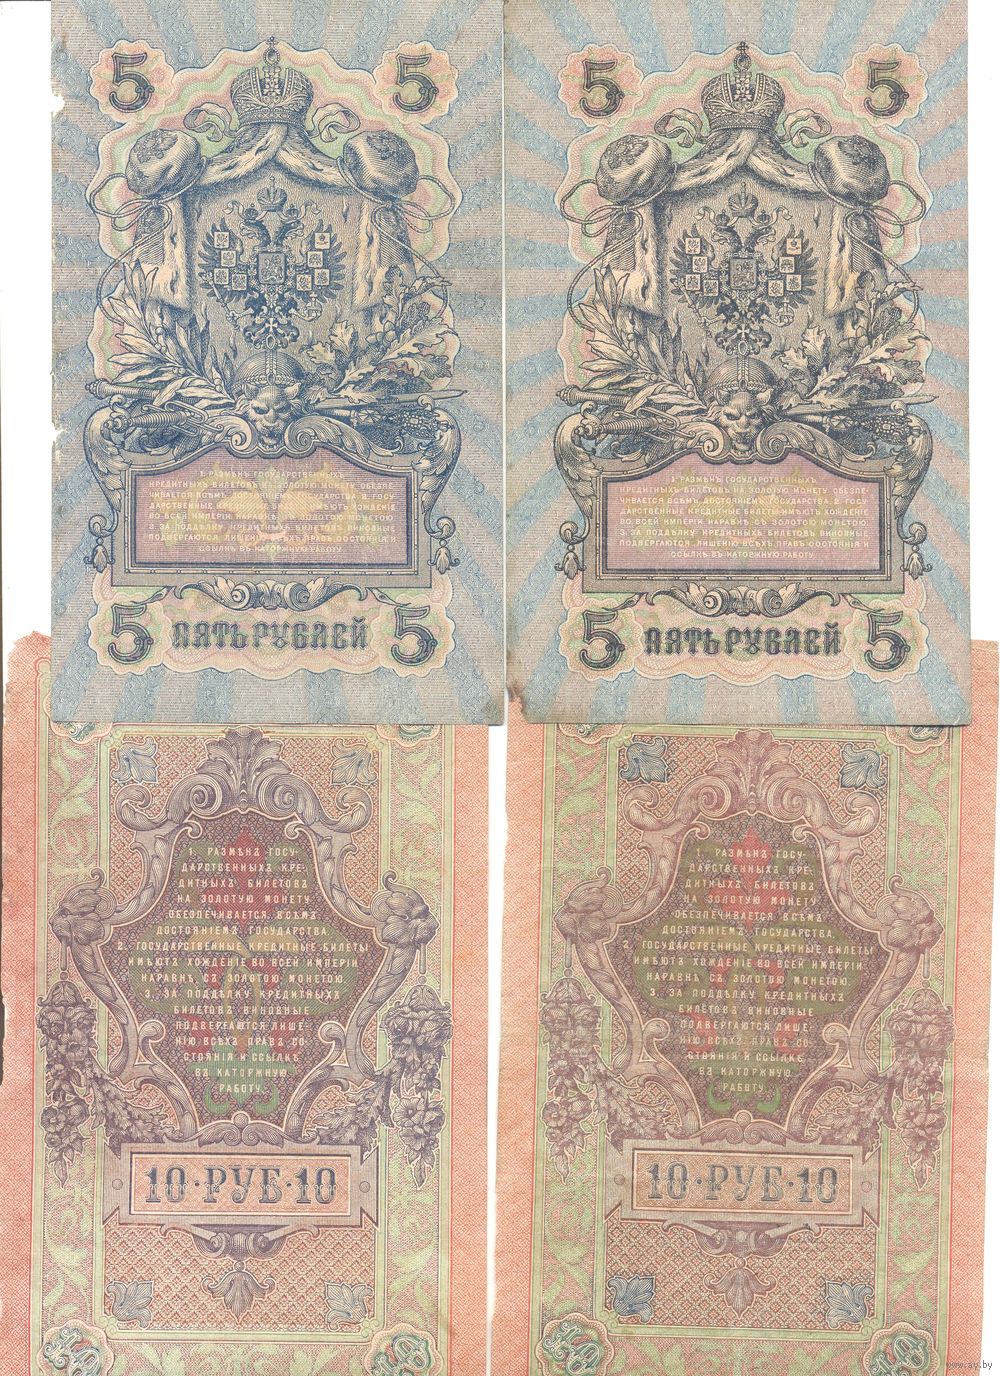 5 5
1. РАЗМѢНЪ ГОСУДАРСТВЕННЫХЪ
КРЕДИТНЫХЪ БИЛЕТОВЪ НА ЗОЛОТУЮ МОНЕТУ ОБЕЗПЕ-
ЧИВАЕТСЯ ВСѢМЪ ДОСТОЯНІЕМЪ ГОСУДАРСТВА. 2. ГОСУ-
ДАРСТВЕННЫЕ КРЕДИТНЫЕ БИЛЕТЫ ИМѢЮТЪ ХОЖДЕНІЕ
ВО ВСЕЙ ИМПЕРІИ НАРАВНѢ СЪ ЗОЛОТОЮ МОНЕТОЮ.
3. ЗА ПОДДѢЛКУ КРЕДИТНЫХЪ БИЛЕТОВЪ ВИНОВНЫЕ
ПОДВЕРГАЮТСЯ ЛИШЕНІЮ ВСѢХЪ ПРАВЪ СОСТОЯНІЯ И
ССЫЛКѢ ВЪ КАТОРЖНУЮ РАБОТУ.
5 ПЯТЬ РУБЛЕЙ 5
5 5
1. РАЗМѢНЪ ГОСУДАРСТВЕННЫХЪ
КРЕДИТНЫХЪ БИЛЕТОВЪ НА ЗОЛОТУЮ МОНЕТУ ОБЕЗПЕ-
ЧИВАЕТСЯ ВСѢМЪ ДОСТОЯНІЕМЪ ГОСУДАРСТВА. 2. ГОСУ-
ДАРСТВЕННЫЕ КРЕДИТНЫЕ БИЛЕТЫ ИМѢЮТЪ ХОЖДЕНІЕ
ВО ВСЕЙ ИМПЕРІИ НАРАВНѢ СЪ ЗОЛОТОЮ МОНЕТОЮ.
3. ЗА ПОДДѢЛКУ КРЕДИТНЫХЪ БИЛЕТОВЪ ВИНОВНЫЕ
ПОДВЕРГАЮТСЯ ЛИШЕНІЮ ВСѢХЪ ПРАВЪ СОСТОЯНІЯ И
ССЫЛКѢ ВЪ КАТОРЖНУЮ РАБОТУ.
5 ПЯТЬ РУБЛЕЙ 5
1. РАЗМѢНЪ ГОСУ-
ДАРСТВЕННЫХЪ КРЕ-
ДИТНЫХЪ БИЛЕТОВЪ
НА ЗОЛОТУЮ МОНЕТУ
ОБЕЗПЕЧИВАЕТСЯ ВСѢМЪ
ДОСТОЯНІЕМЪ ГОСУДАРСТВА.
2. ГОСУДАРСТВЕННЫЕ КРЕДИТНЫЕ БИЛЕТЫ
ИМѢЮТЪ ХОЖДЕНІЕ ВО ВСЕЙ ИМПЕРІИ
НАРАВНѢ СЪ ЗОЛОТОЮ МОНЕТОЮ.
3. ЗА ПОДДѢЛКУ КРЕДИТНЫХЪ
БИЛЕТОВЪ ВИНОВНЫЕ
ПОДВЕРГАЮТСЯ ЛИШЕ-
НІЮ ВСѢХЪ ПРАВЪ СО-
СТОЯНІЯ И ССЫЛКѢ
ВЪ КАТОРЖНУЮ
РАБОТУ.
10·РУБ·10
10 10
РАЗМѢНЪ ГОСУ-
ДАРСТВЕННЫХЪ КРЕ-
ДИТНЫХЪ БИЛЕТОВЪ
НА ЗОЛОТУЮ МОНЕТУ
ОБЕЗПЕЧИВАЕТСЯ ВСѢМЪ
ДОСТОЯНІЕМЪ ГОСУДАРСТВА.
2. ГОСУДАРСТВЕННЫЕ КРЕДИТНЫЕ БИЛЕТЫ
ИМѢЮТЪ ХОЖДЕНІЕ ВО ВСЕЙ ИМПЕРІИ
НАРАВНѢ СЪ ЗОЛОТОЮ МОНЕТОЮ.
3. ЗА ПОДДѢЛКУ КРЕДИТНЫХЪ
БИЛЕТОВЪ ВИНОВНЫЕ
ПОДВЕРГАЮТСЯ ЛИШЕ-
НІЮ ВСѢХЪ ПРАВЪ СО-
СТОЯНІЯ И ССЫЛКѢ
ВЪ КАТОРЖНУЮ
РАБОТУ.
10·РУБ·10
10 10
www.ay.by